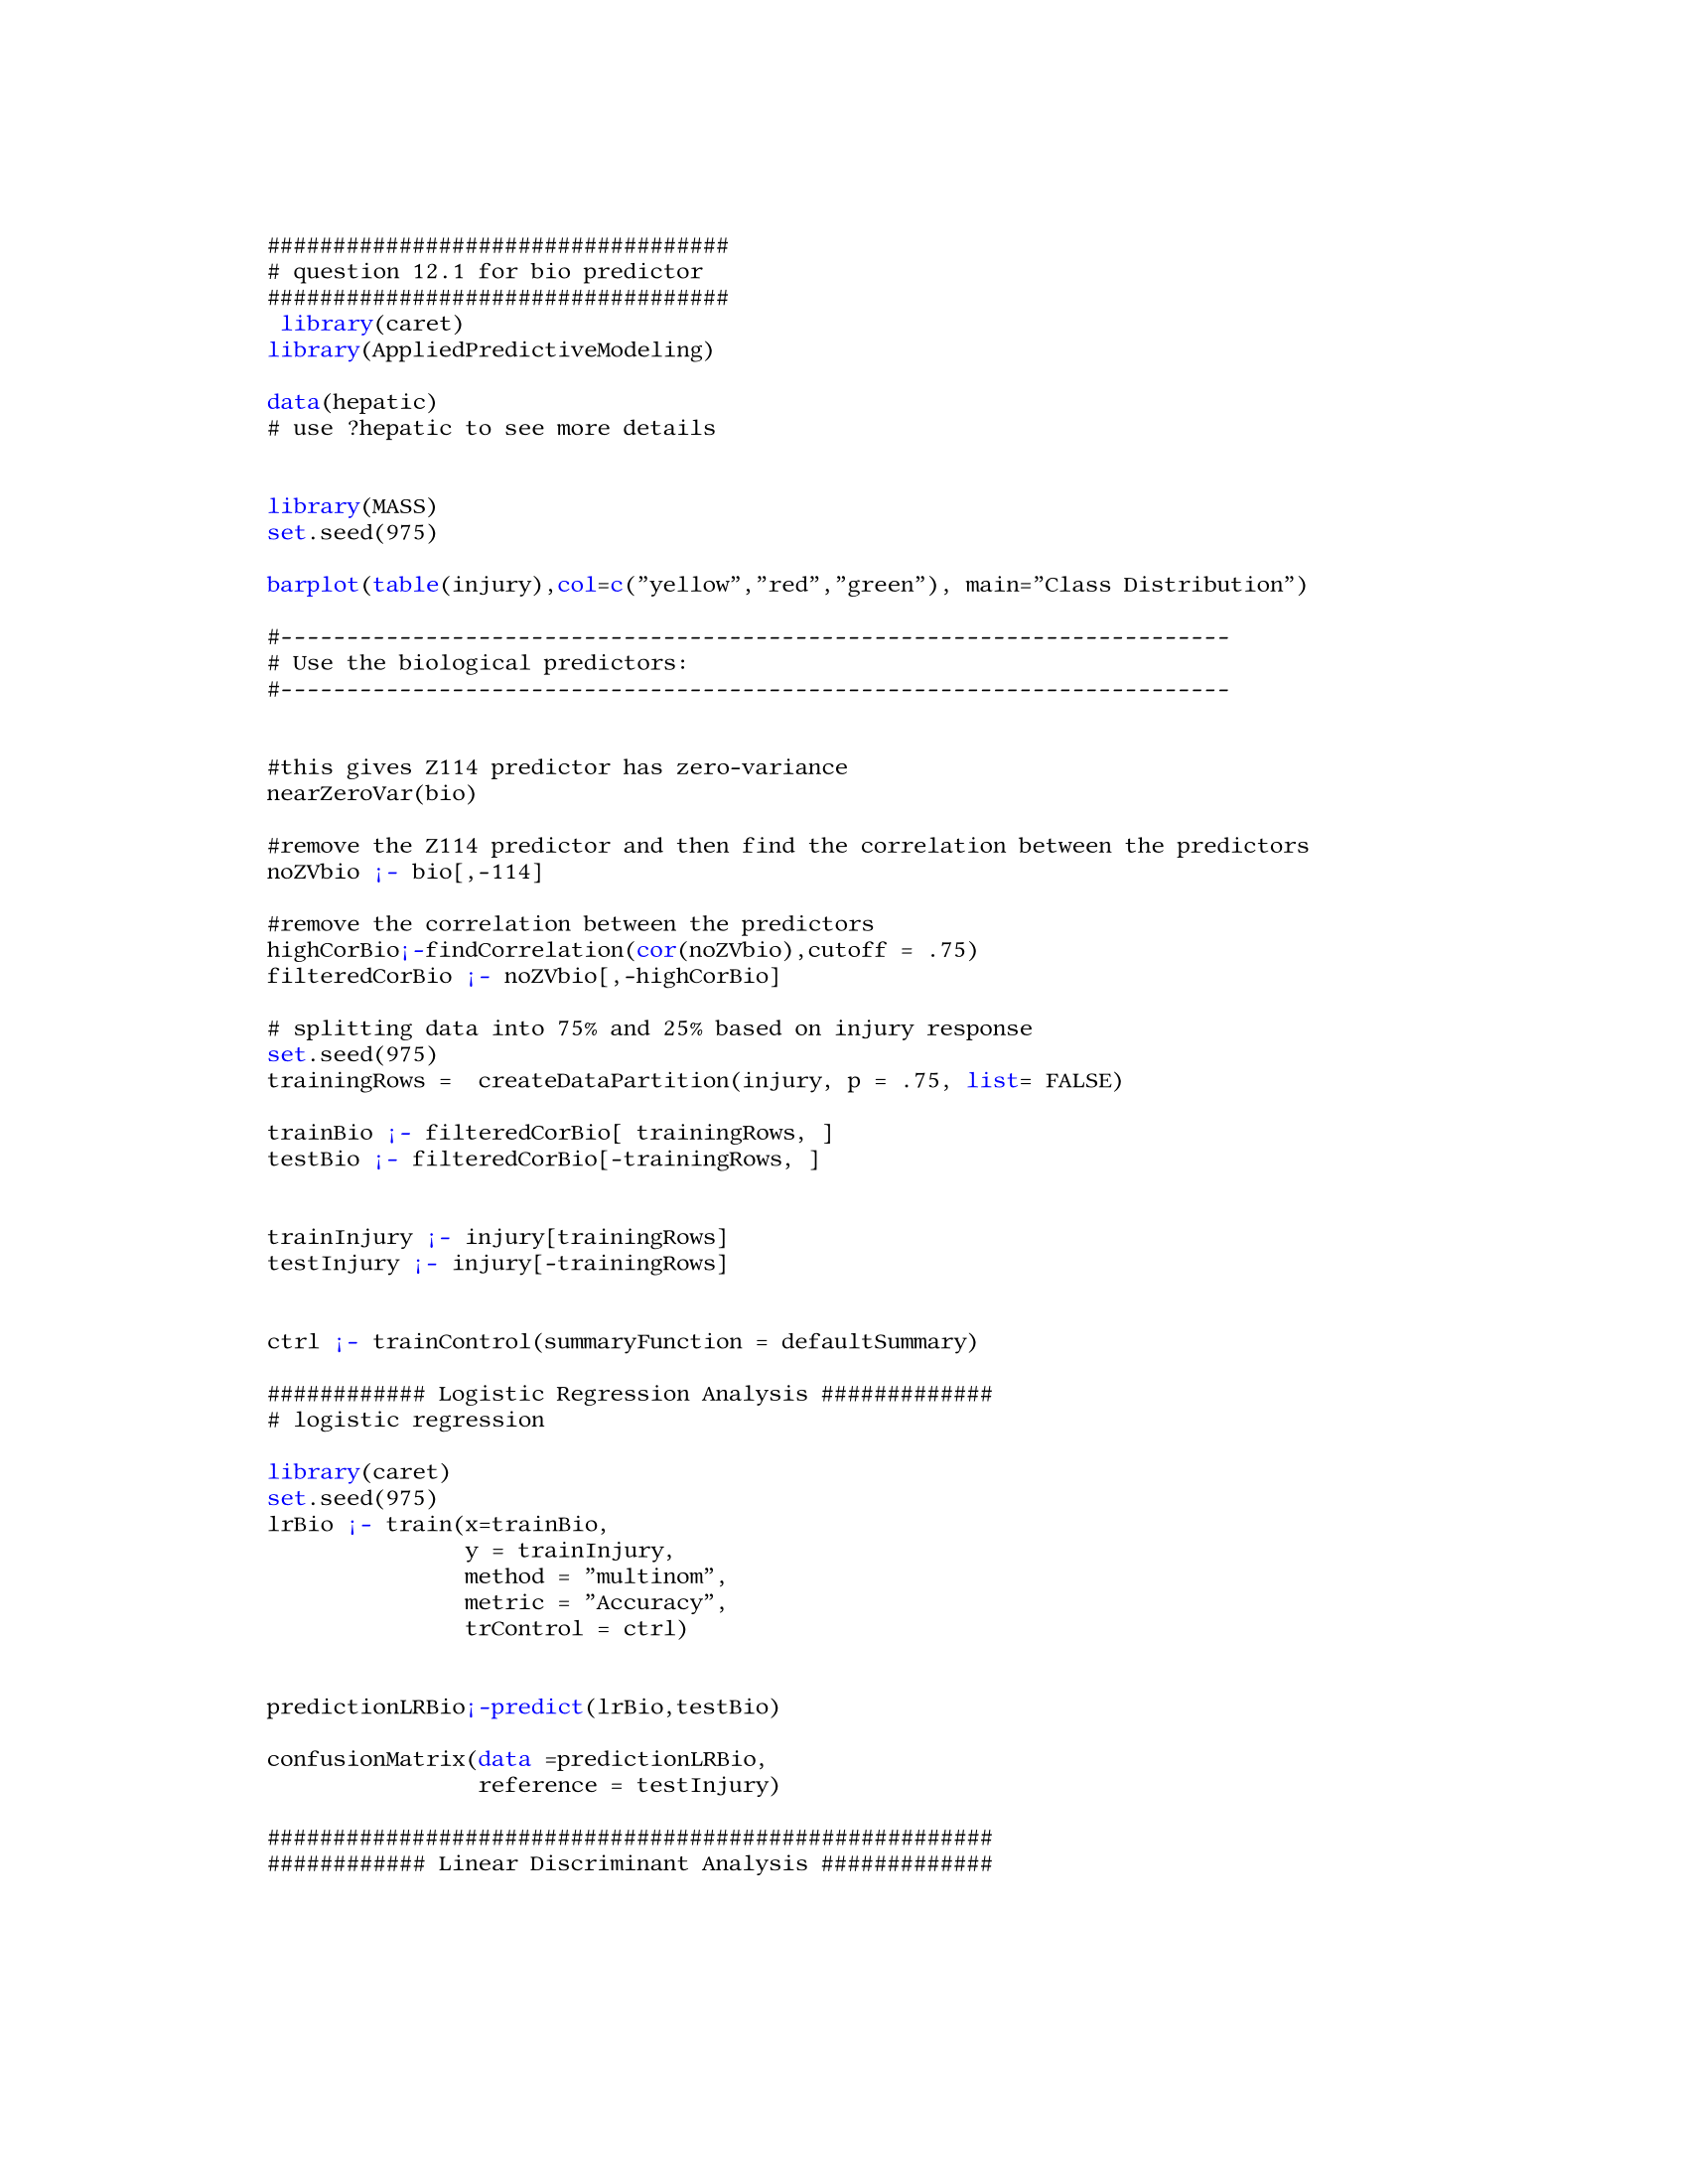 ###################################
# question 12.1 for bio predictor
###################################
library(caret)
library(AppliedPredictiveModeling)
data(hepatic)
# use ?hepatic to see more details
library(MASS)
set.seed(975)
barplot(table(injury),col=c(”yellow”,”red”,”green”), main=”Class Distribution”)
#------------------------------------------------------------------------
# Use the biological predictors:
#------------------------------------------------------------------------
#this gives Z114 predictor has zero-variance
nearZeroVar(bio)
#remove the Z114 predictor and then find the correlation between the predictors
noZVbio ¡- bio[,-114]
#remove the correlation between the predictors
highCorBio¡-findCorrelation(cor(noZVbio),cutoff = .75)
filteredCorBio ¡- noZVbio[,-highCorBio]
# splitting data into 75% and 25% based on injury response
set.seed(975)
trainingRows =  createDataPartition(injury, p = .75, list= FALSE)
trainBio ¡- filteredCorBio[ trainingRows, ]
testBio ¡- filteredCorBio[-trainingRows, ]
trainInjury ¡- injury[trainingRows]
testInjury ¡- injury[-trainingRows]
ctrl ¡- trainControl(summaryFunction = defaultSummary)
############ Logistic Regression Analysis #############
# logistic regression
library(caret)
set.seed(975)
lrBio ¡- train(x=trainBio,
y = trainInjury,
method = ”multinom”,
metric = ”Accuracy”,
trControl = ctrl)
predictionLRBio¡-predict(lrBio,testBio)
confusionMatrix(data =predictionLRBio,
reference = testInjury)
#######################################################
############ Linear Discriminant Analysis #############